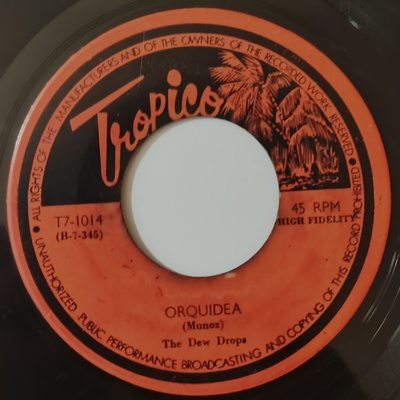 ALL RIGHTS OF THE MANUFACTURERS AND OF THE OWNERS OF THE RECORDED WORK RESERVED
Tropico
T7-1014
(B-7-345)
45 RPM
HIGH FIDELITY
ORQUIDEA
(Munoz)
The Dew Drops
UNAUTHORIZED PUBLIC PERFORMANCE BROADCASTING AND COPYING OF THIS RECORD PROHIBITED